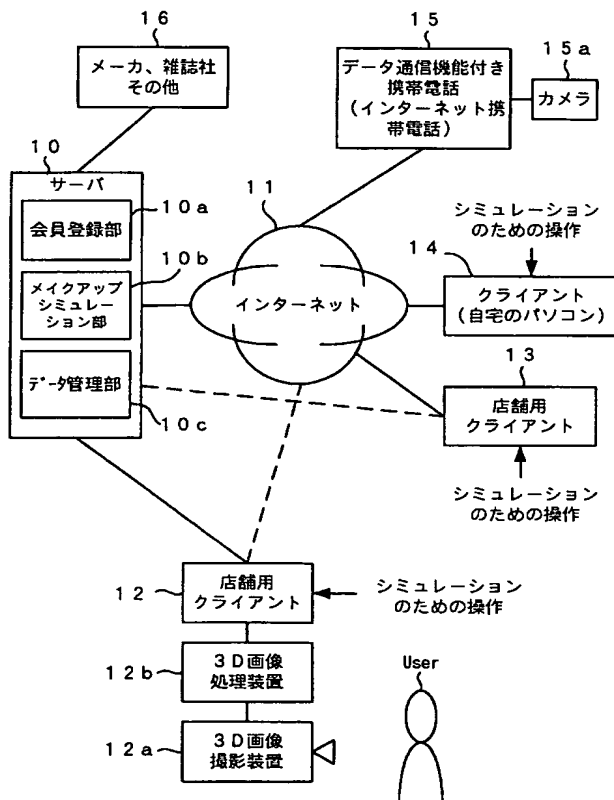 16
メーカ、雑誌社
その他
15
データ通信機能付き
携帯電話
(インターネット携
帯電話)
15a
カメラ
10
サーバ
会員登録部
10a
メイクアップ
シミュレー
ション部
10b
データ管理部
10c
11
インターネット
シミュレーション
のための操作
14
クライアント
(自宅のパソコン)
13
店舗用
クライアント
シミュレーション
のための操作
12
店舗用
クライアント
シミュレーション
のための操作
12b
3D画像
処理装置
12a
3D画像
撮影装置
User